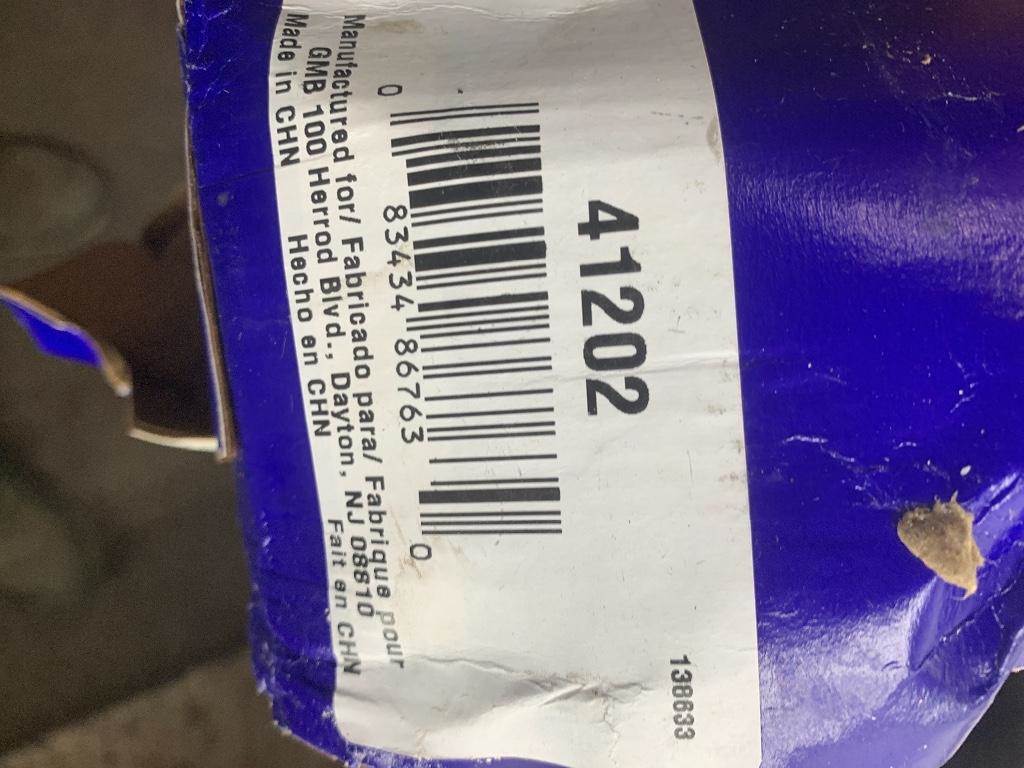 138633
41202
0 83434 86763 0
Manufactured for/ Fabricado para/ Fabrique pour
GMB 100 Herrod Blvd., Dayton, NJ 08810
Made in CHN Hecho en CHN Fait en CHN